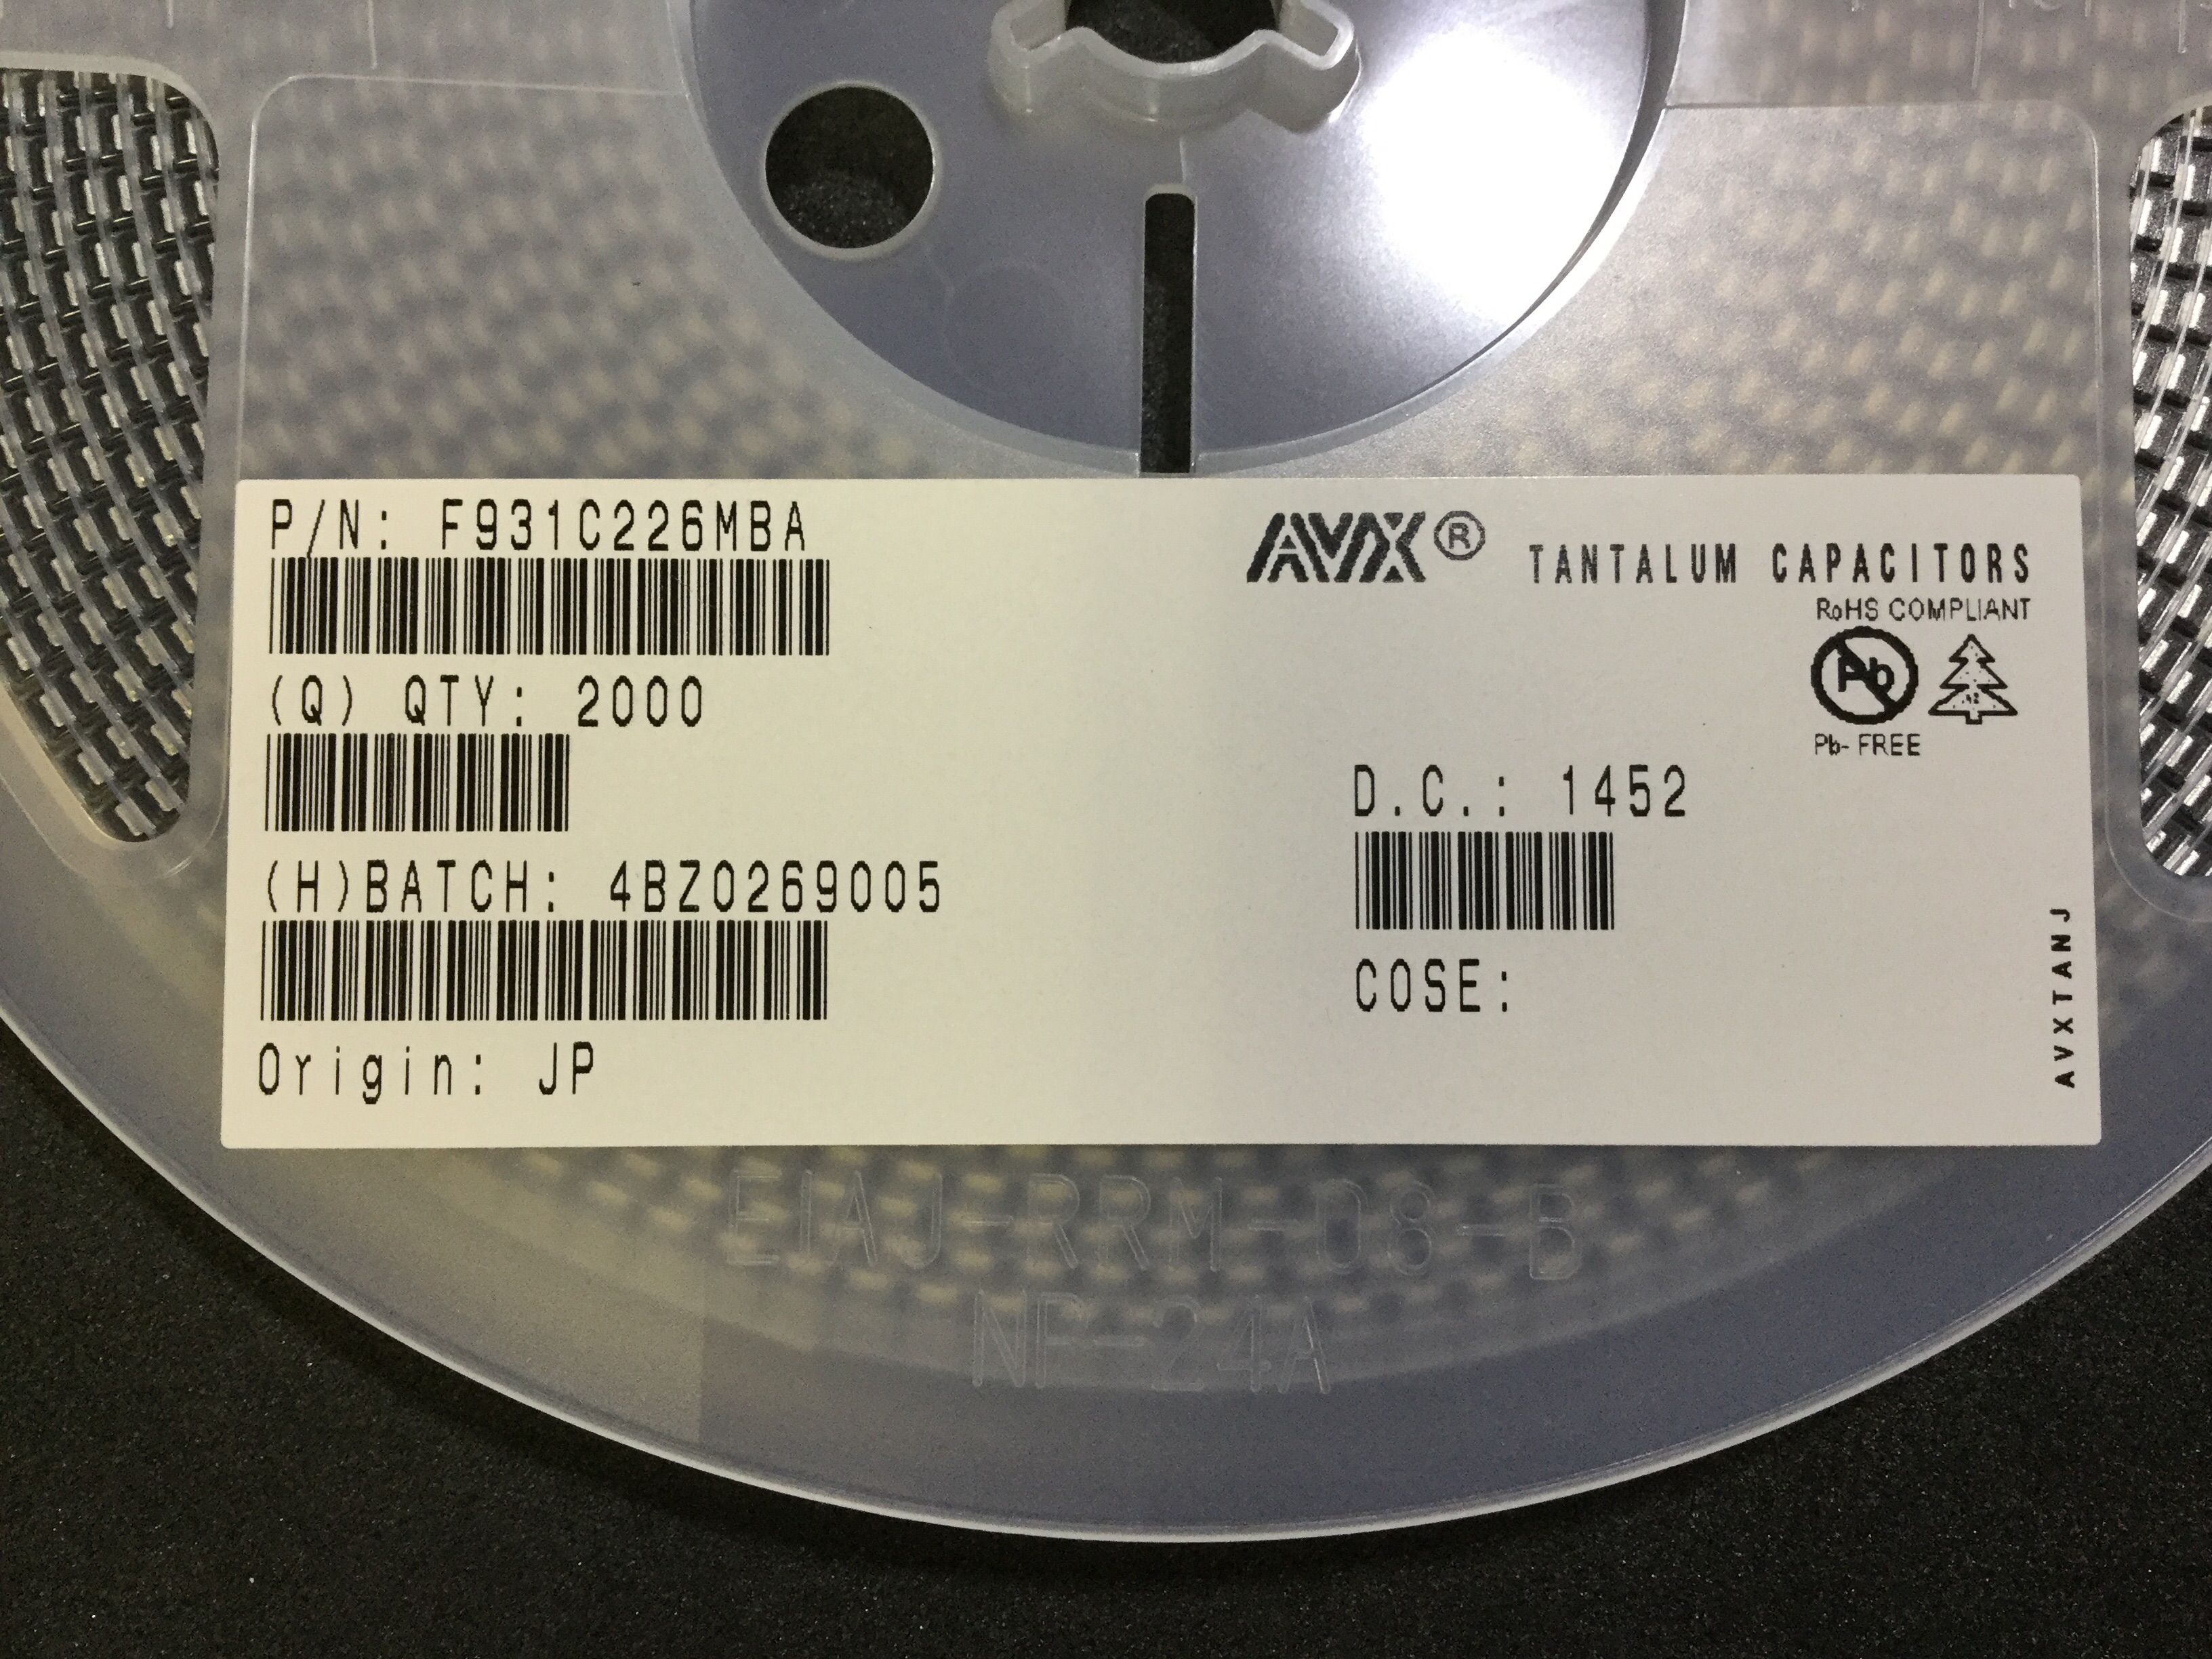 P/N: F931C226MBA
AVX® TANTALUM CAPACITORS
RoHS COMPLIANT
Pb
Pb- FREE
(Q) QTY: 2000
D.C.: 1452
(H)BATCH: 4BZ0269005
COSE:
Origin: JP
AVXTANJ
EIAJ-RRM-08-B
NP-24A